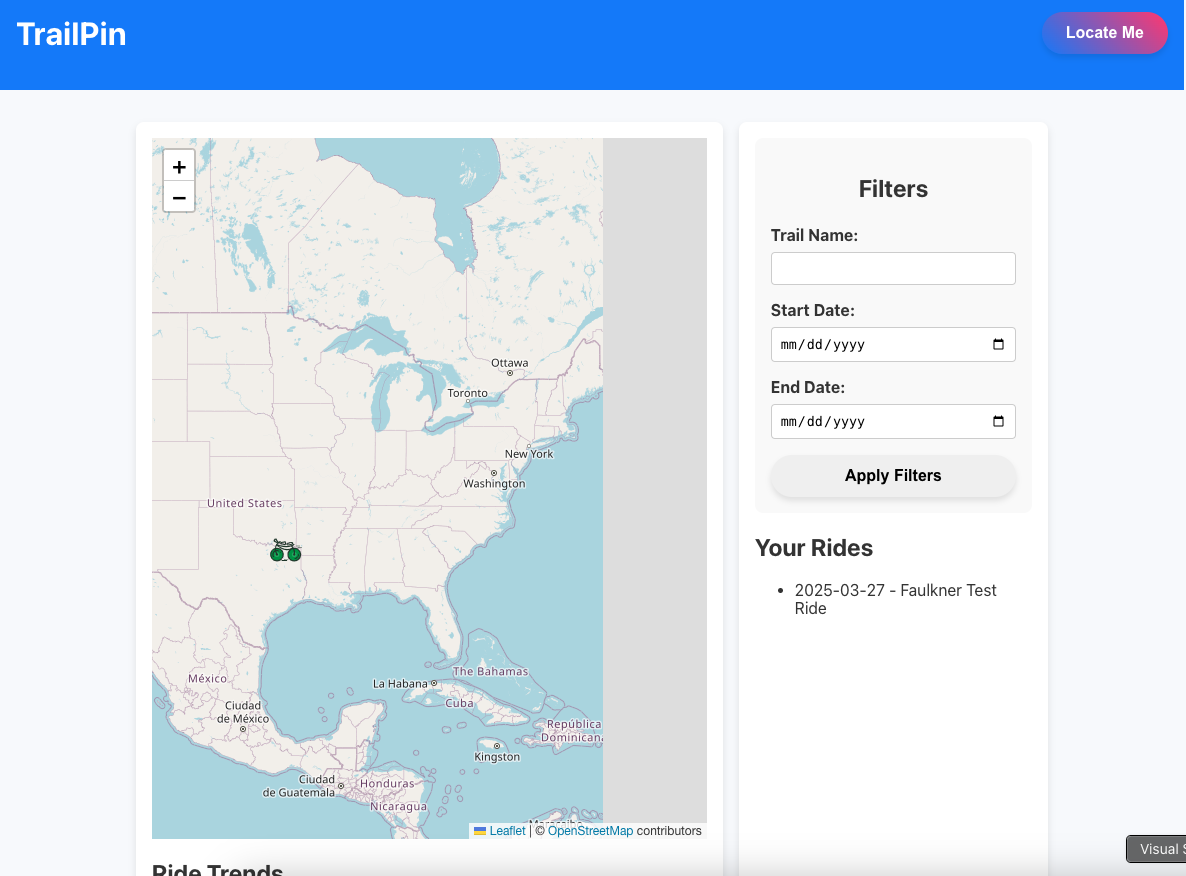 TrailPin
Locate Me
+
−
Ottawa
Toronto
New York
Washington
United States
México
Ciudad
de México
La Habana
The Bahamas
Cuba
República
Dominicana
Kingston
Ciudad
de Guatemala
Honduras
Nicaragua
Leaflet | © OpenStreetMap contributors
Ride Trends
Filters
Trail Name:
Start Date:
mm/dd/yyyy
End Date:
mm/dd/yyyy
Apply Filters
Your Rides
• 2025-03-27 - Faulkner Test
Ride
Visual S